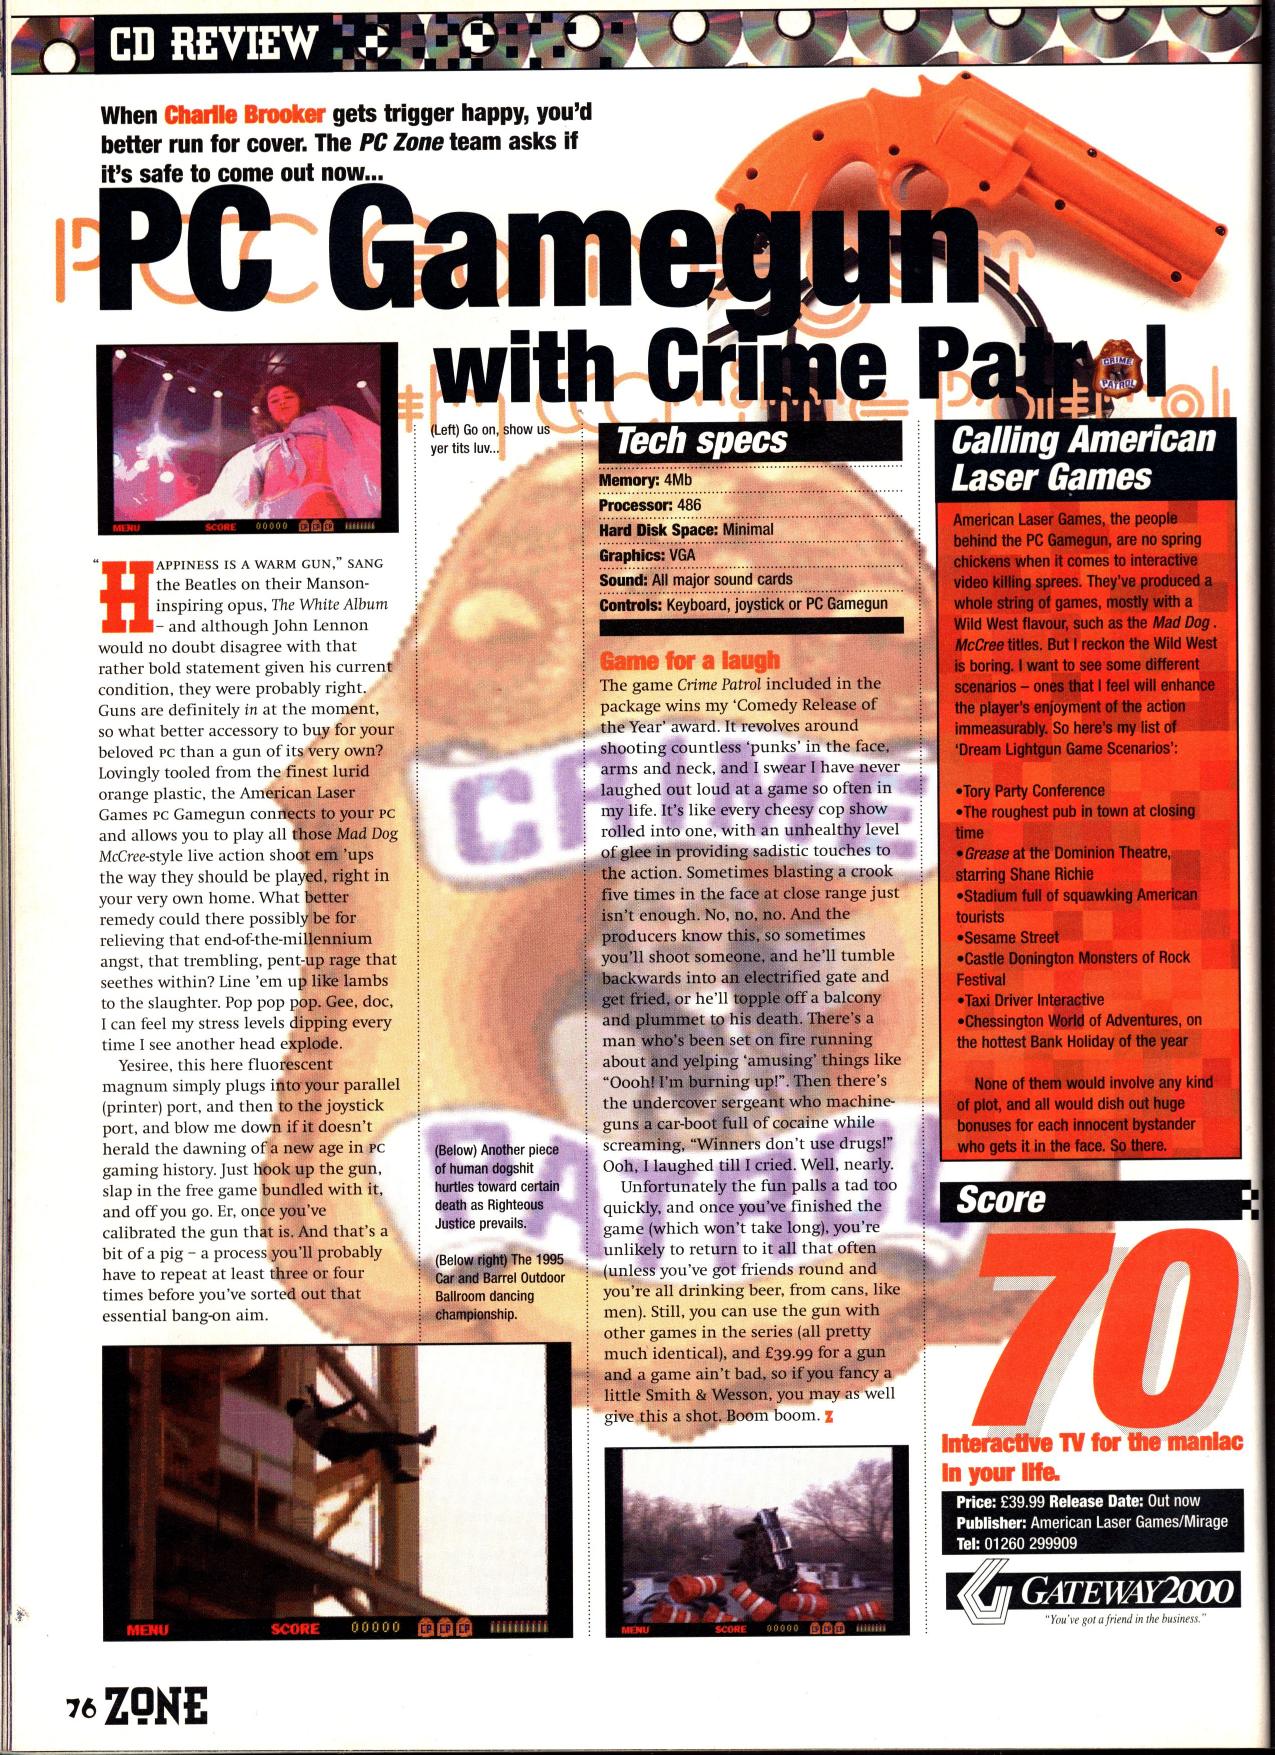 CD REVIEW
When Charlie Brooker gets trigger happy, you'd
better run for cover. The PC Zone team asks if
it's safe to come out now...
PC Gamegun
with Crime Patrol
CRIME
PATROL
MENU SCORE 00000 CP CP CP
(Left) Go on, show us
yer tits luv...
"HAPPINESS IS A WARM GUN," SANG
the Beatles on their Manson-
inspiring opus, The White Album
– and although John Lennon
would no doubt disagree with that
rather bold statement given his current
condition, they were probably right.
Guns are definitely in at the moment,
so what better accessory to buy for your
beloved PC than a gun of its very own?
Lovingly tooled from the finest lurid
orange plastic, the American Laser
Games PC Gamegun connects to your PC
and allows you to play all those Mad Dog
McCree-style live action shoot em 'ups
the way they should be played, right in
your very own home. What better
remedy could there possibly be for
relieving that end-of-the-millennium
angst, that trembling, pent-up rage that
seethes within? Line 'em up like lambs
to the slaughter. Pop pop pop. Gee, doc,
I can feel my stress levels dipping every
time I see another head explode.
Yesiree, this here fluorescent
magnum simply plugs into your parallel
(printer) port, and then to the joystick
port, and blow me down if it doesn't
herald the dawning of a new age in PC
gaming history. Just hook up the gun,
slap in the free game bundled with it,
and off you go. Er, once you've
calibrated the gun that is. And that's a
bit of a pig – a process you'll probably
have to repeat at least three or four
times before you've sorted out that
essential bang-on aim.
(Below) Another piece
of human dogshit
hurtles toward certain
death as Righteous
Justice prevails.
(Below right) The 1995
Car and Barrel Outdoor
Ballroom dancing
championship.
MENU SCORE 00000 CP CP CP
Tech specs
Memory: 4Mb
Processor: 486
Hard Disk Space: Minimal
Graphics: VGA
Sound: All major sound cards
Controls: Keyboard, joystick or PC Gamegun
Game for a laugh
The game Crime Patrol included in the
package wins my 'Comedy Release of
the Year' award. It revolves around
shooting countless 'punks' in the face,
arms and neck, and I swear I have never
laughed out loud at a game so often in
my life. It's like every cheesy cop show
rolled into one, with an unhealthy level
of glee in providing sadistic touches to
the action. Sometimes blasting a crook
five times in the face at close range just
isn't enough. No, no, no. And the
producers know this, so sometimes
you'll shoot someone, and he'll tumble
backwards into an electrified gate and
get fried, or he'll topple off a balcony
and plummet to his death. There's a
man who's been set on fire running
about and yelping 'amusing' things like
"Oooh! I'm burning up!". Then there's
the undercover sergeant who machine-
guns a car-boot full of cocaine while
screaming, "Winners don't use drugs!"
Ooh, I laughed till I cried. Well, nearly.
Unfortunately the fun palls a tad too
quickly, and once you've finished the
game (which won't take long), you're
unlikely to return to it all that often
(unless you've got friends round and
you're all drinking beer, from cans, like
men). Still, you can use the gun with
other games in the series (all pretty
much identical), and £39.99 for a gun
and a game ain't bad, so if you fancy a
little Smith & Wesson, you may as well
give this a shot. Boom boom. Z
MENU SCORE 00000 CP CP CP
Calling American
Laser Games
American Laser Games, the people
behind the PC Gamegun, are no spring
chickens when it comes to interactive
video killing sprees. They've produced a
whole string of games, mostly with a
Wild West flavour, such as the Mad Dog
McCree titles. But I reckon the Wild West
is boring. I want to see some different
scenarios – ones that I feel will enhance
the player's enjoyment of the action
immeasurably. So here's my list of
'Dream Lightgun Game Scenarios':
•Tory Party Conference
•The roughest pub in town at closing
time
•Grease at the Dominion Theatre,
starring Shane Richie
•Stadium full of squawking American
tourists
•Sesame Street
•Castle Donington Monsters of Rock
Festival
•Taxi Driver Interactive
•Chessington World of Adventures, on
the hottest Bank Holiday of the year
None of them would involve any kind
of plot, and all would dish out huge
bonuses for each innocent bystander
who gets it in the face. So there.
Score
70
Interactive TV for the maniac
in your life.
Price: £39.99 Release Date: Out now
Publisher: American Laser Games/Mirage
Tel: 01260 299909
GATEWAY2000
"You've got a friend in the business."
76 ZONE